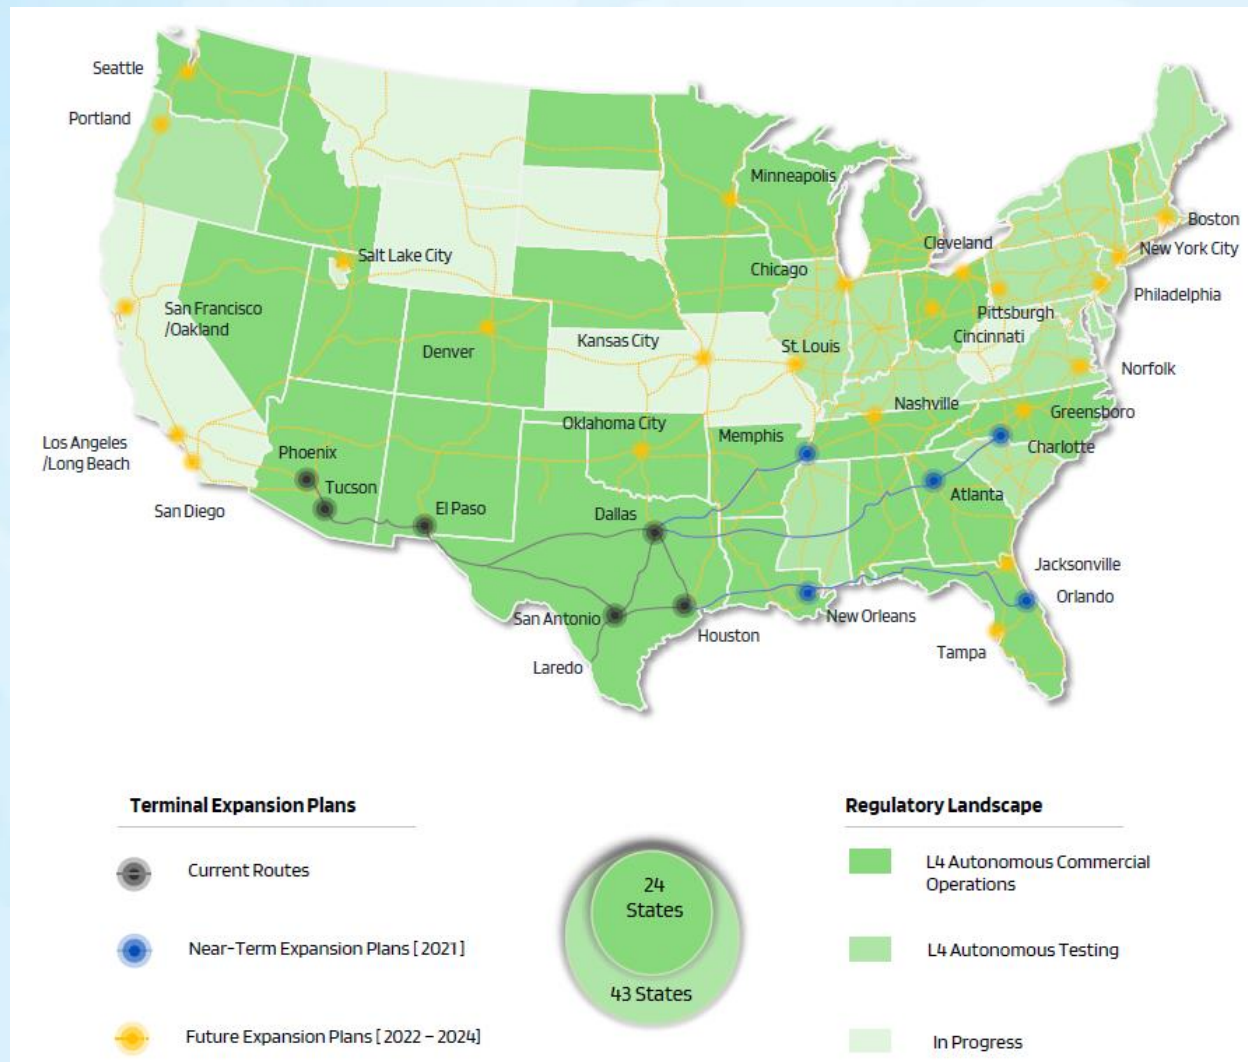 Seattle
Portland
Minneapolis
Boston
Cleveland
New York City
Salt Lake City
Chicago
Philadelphia
San Francisco
/Oakland
Pittsburgh
Cincinnati
Denver
Kansas City
St. Louis
Norfolk
Nashville
Greensboro
Oklahoma City
Memphis
Charlotte
Los Angeles
/Long Beach
Phoenix
Tucson
San Diego
El Paso
Dallas
Atlanta
Jacksonville
Orlando
San Antonio
New Orleans
Houston
Tampa
Laredo
Terminal Expansion Plans
Current Routes
Near-Term Expansion Plans [ 2021 ]
Future Expansion Plans [ 2022 – 2024]
24
States
43 States
Regulatory Landscape
L4 Autonomous Commercial
Operations
L4 Autonomous Testing
In Progress